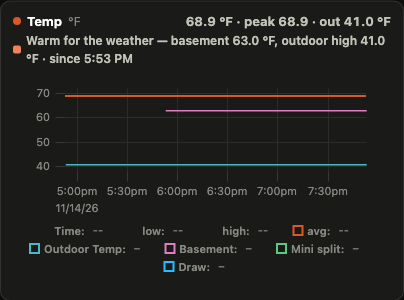 Temp °F 68.9 °F · peak 68.9 · out 41.0 °F
Warm for the weather — basement 63.0 °F, outdoor high 41.0
°F · since 5:53 PM
70
60
50
40
5:00pm 5:30pm 6:00pm 6:30pm 7:00pm 7:30pm
11/14/26
Time: -- low: -- high: -- avg: --
Outdoor Temp: – Basement: – Mini split: –
Draw: –